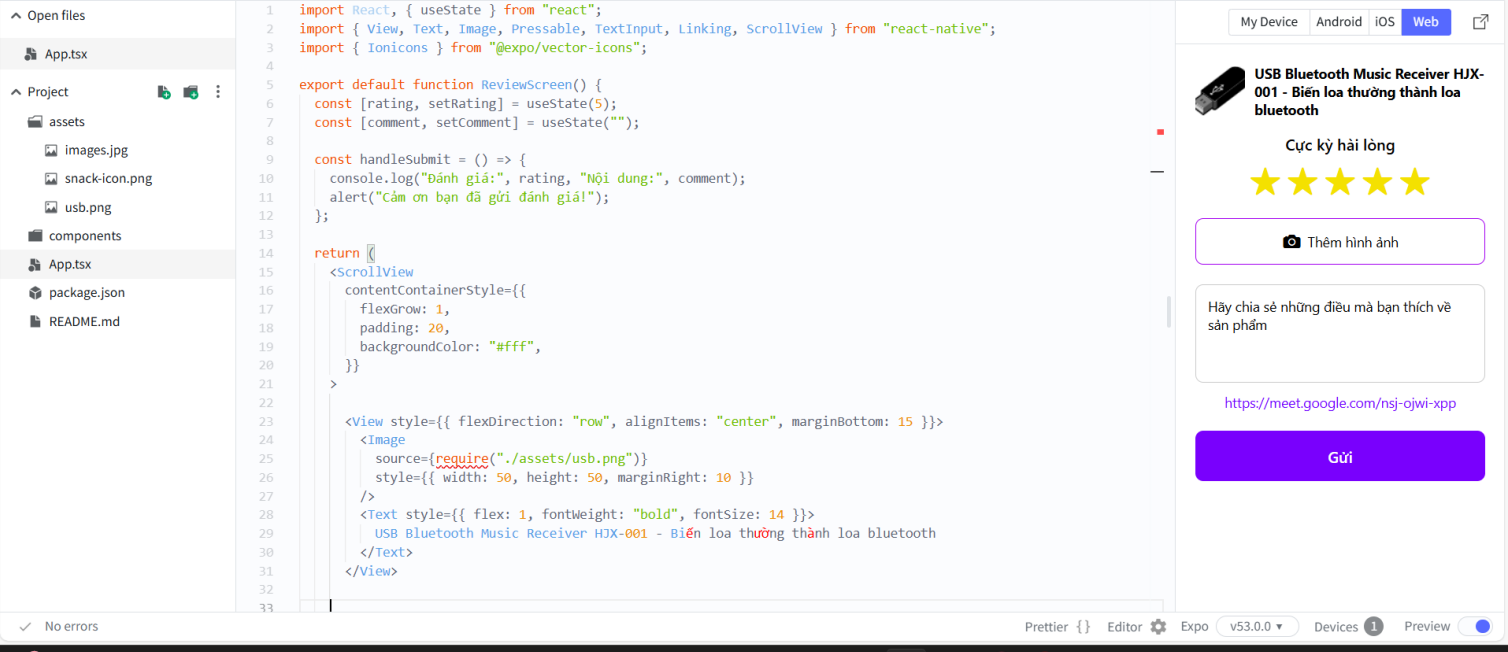 Open files
App.tsx
Project
assets
images.jpg
snack-icon.png
usb.png
components
App.tsx
package.json
README.md
1 import React, { useState } from "react";
2 import { View, Text, Image, Pressable, TextInput, Linking, ScrollView } from "react-native";
3 import { Ionicons } from "@expo/vector-icons";
4
5 export default function ReviewScreen() {
6 const [rating, setRating] = useState(5);
7 const [comment, setComment] = useState("");
8
9 const handleSubmit = () => {
10 console.log("Đánh giá:", rating, "Nội dung:", comment);
11 alert("Cảm ơn bạn đã gửi đánh giá!");
12 };
13
14 return (
15 <ScrollView
16 contentContainerStyle={{
17 flexGrow: 1,
18 padding: 20,
19 backgroundColor: "#fff",
20 }}
21 >
22
23 <View style={{ flexDirection: "row", alignItems: "center", marginBottom: 15 }}>
24 <Image
25 source={require("./assets/usb.png")}
26 style={{ width: 50, height: 50, marginRight: 10 }}
27 />
28 <Text style={{ flex: 1, fontWeight: "bold", fontSize: 14 }}>
29 USB Bluetooth Music Receiver HJX-001 - Biến loa thường thành loa bluetooth
30 </Text>
31 </View>
32
33
My Device Android iOS Web
USB Bluetooth Music Receiver HJX-
001 - Biến loa thường thành loa
bluetooth
Cực kỳ hài lòng
Thêm hình ảnh
Hãy chia sẻ những điều mà bạn thích về
sản phẩm
https://meet.google.com/nsj-ojwi-xpp
Gửi
No errors
Prettier {} Editor Expo v53.0.0 Devices 1 Preview